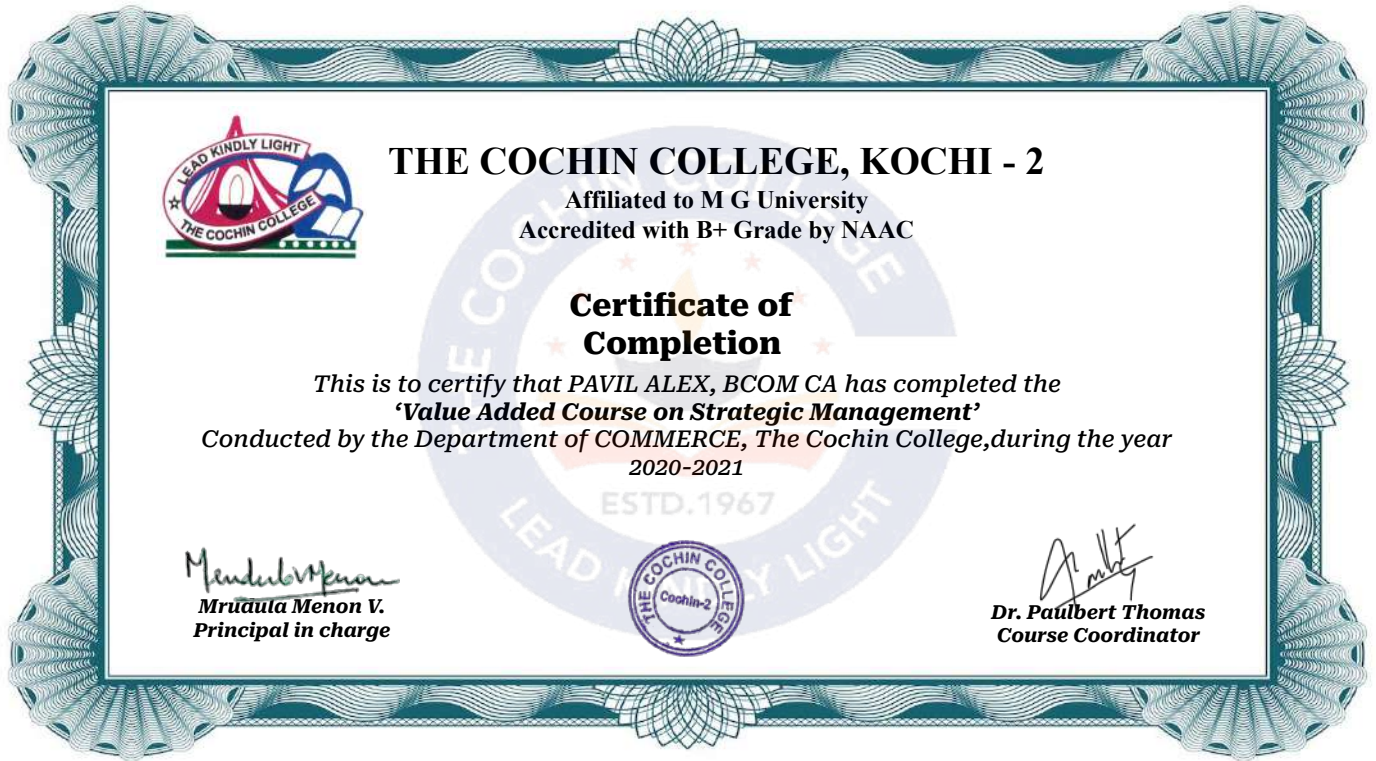 LEAD KINDLY LIGHT
THE COCHIN COLLEGE
THE COCHIN COLLEGE, KOCHI - 2
Affiliated to M G University
Accredited with B+ Grade by NAAC
THE COCHIN COLLEGE
Certificate of
Completion
This is to certify that PAVIL ALEX, BCOM CA has completed the
‘Value Added Course on Strategic Management’
Conducted by the Department of COMMERCE, The Cochin College,during the year
2020-2021
ESTD.1967
LEAD KINDLY LIGHT
Mrudula Menon V.
Principal in charge
THE COCHIN COLLEGE
Cochin-2
Dr. Paulbert Thomas
Course Coordinator